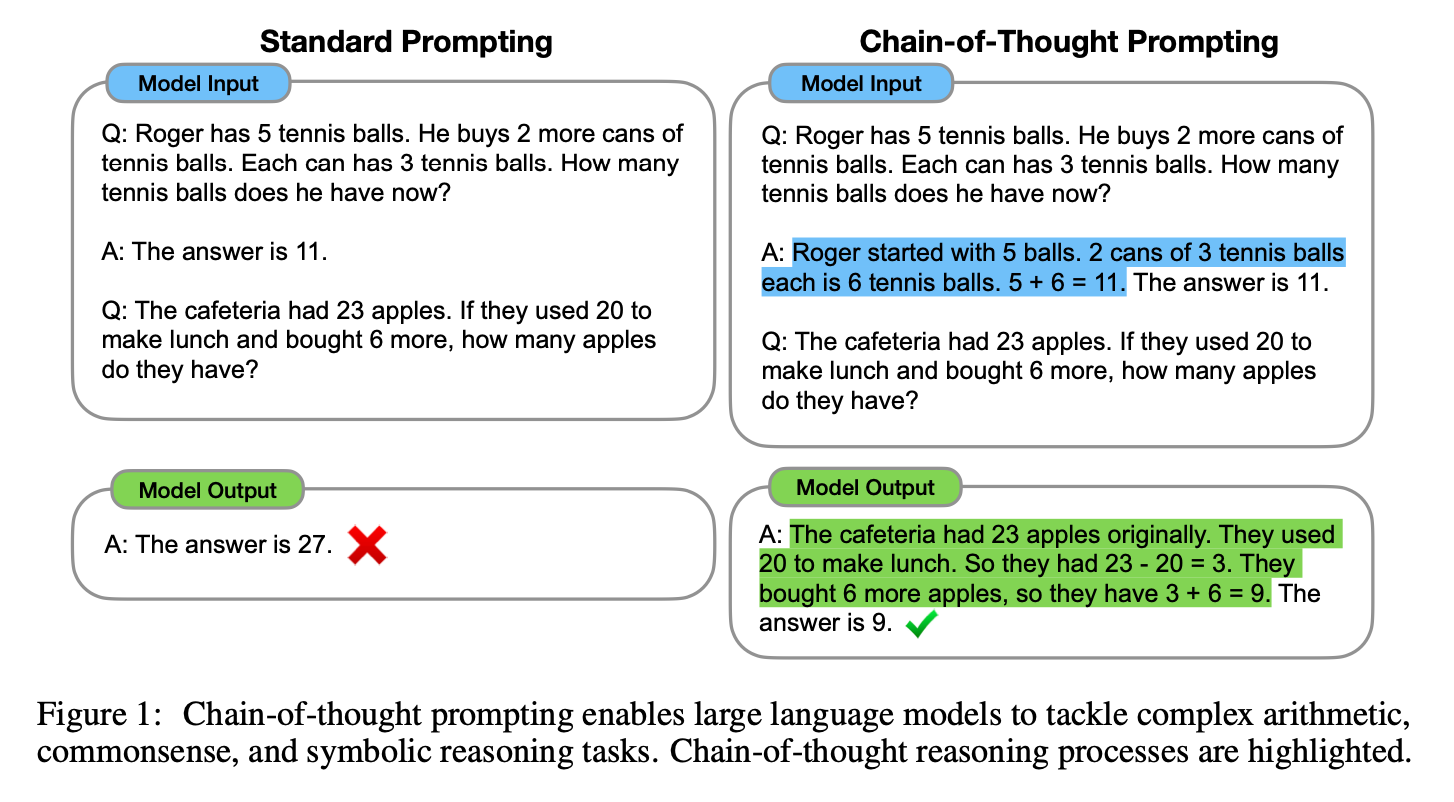 Standard Prompting
Model Input
Q: Roger has 5 tennis balls. He buys 2 more cans of
tennis balls. Each can has 3 tennis balls. How many
tennis balls does he have now?
A: The answer is 11.
Q: The cafeteria had 23 apples. If they used 20 to
make lunch and bought 6 more, how many apples
do they have?
Model Output
A: The answer is 27.
Chain-of-Thought Prompting
Model Input
Q: Roger has 5 tennis balls. He buys 2 more cans of
tennis balls. Each can has 3 tennis balls. How many
tennis balls does he have now?
A: Roger started with 5 balls. 2 cans of 3 tennis balls
each is 6 tennis balls. 5 + 6 = 11. The answer is 11.
Q: The cafeteria had 23 apples. If they used 20 to
make lunch and bought 6 more, how many apples
do they have?
Model Output
A: The cafeteria had 23 apples originally. They used
20 to make lunch. So they had 23 - 20 = 3. They
bought 6 more apples, so they have 3 + 6 = 9. The
answer is 9.
Figure 1: Chain-of-thought prompting enables large language models to tackle complex arithmetic,
commonsense, and symbolic reasoning tasks. Chain-of-thought reasoning processes are highlighted.